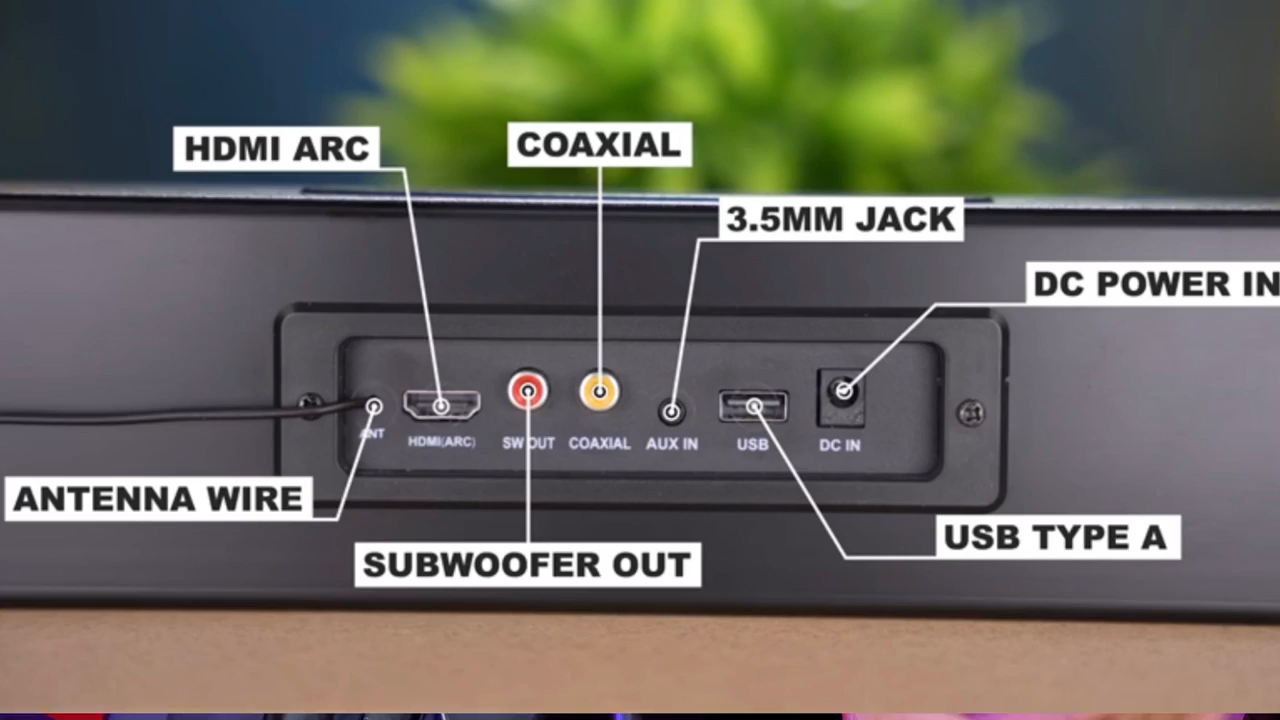 HDMI ARC
COAXIAL
3.5MM JACK
DC POWER IN
ANT
HDMI(ARC)
SW OUT
COAXIAL
AUX IN
USB
DC IN
ANTENNA WIRE
SUBWOOFER OUT
USB TYPE A